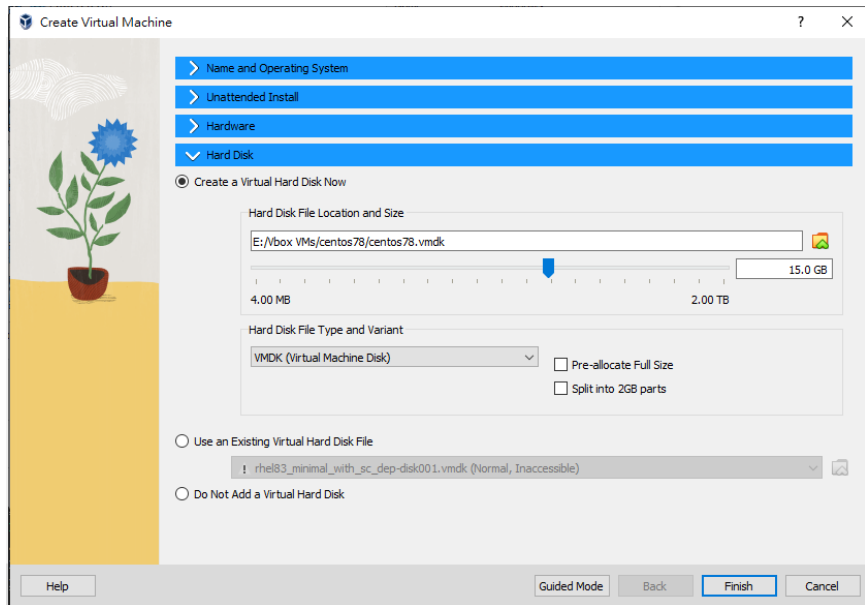 Create Virtual Machine
Name and Operating System
Unattended Install
Hardware
Hard Disk
Create a Virtual Hard Disk Now
Hard Disk File Location and Size
E:/Vbox VMs/centos78/centos78.vmdk
15.0 GB
4.00 MB 2.00 TB
Hard Disk File Type and Variant
VMDK (Virtual Machine Disk)
Pre-allocate Full Size
Split into 2GB parts
Use an Existing Virtual Hard Disk File
rhel83_minimal_with_sc_dep-disk001.vmdk (Normal, Inaccessible)
Do Not Add a Virtual Hard Disk
Help Guided Mode Back Finish Cancel